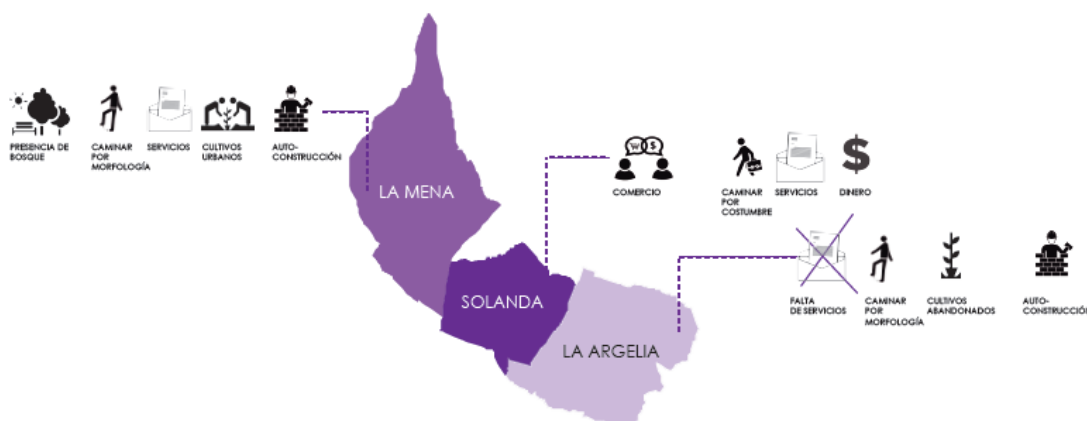 PRESENCIA DE
BOSQUE
CAMINAR
POR
MORFOLOGÍA
SERVICIOS
CULTIVOS
URBANOS
AUTO-
CONSTRUCCIÓN
LA MENA
COMERCIO
CAMINAR
POR
COSTUMBRE
SERVICIOS
$
DINERO
SOLANDA
FALTA
DE SERVICIOS
CAMINAR
POR
MORFOLOGÍA
CULTIVOS
ABANDONADOS
AUTO-
CONSTRUCCIÓN
LA ARGELIA